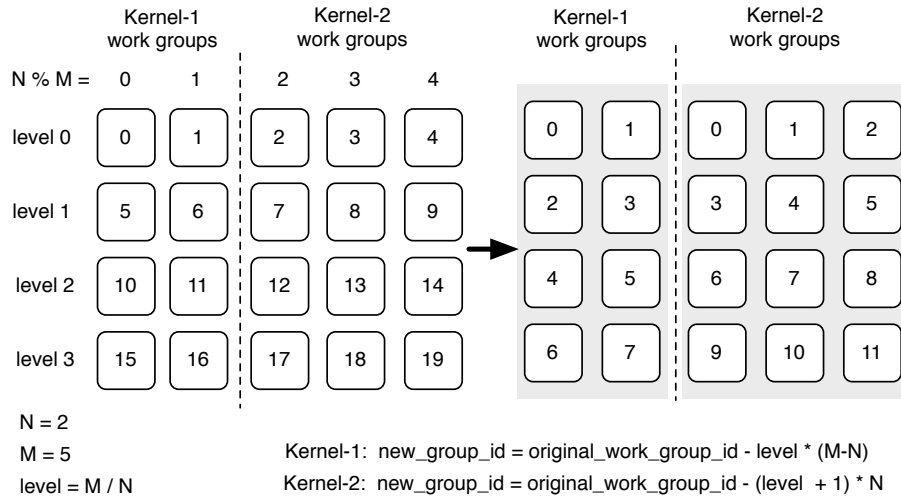 Kernel-1 work groups
Kernel-2 work groups
Kernel-1 work groups
Kernel-2 work groups
N % M = 0 1 2 3 4
level 0 0 1 2 3 4 0 1 0 1 2
level 1 5 6 7 8 9 2 3 3 4 5
level 2 10 11 12 13 14 4 5 6 7 8
level 3 15 16 17 18 19 6 7 9 10 11
N = 2
M = 5
level = M / N
Kernel-1: new_group_id = original_work_group_id - level * (M-N)
Kernel-2: new_group_id = original_work_group_id - (level + 1) * N